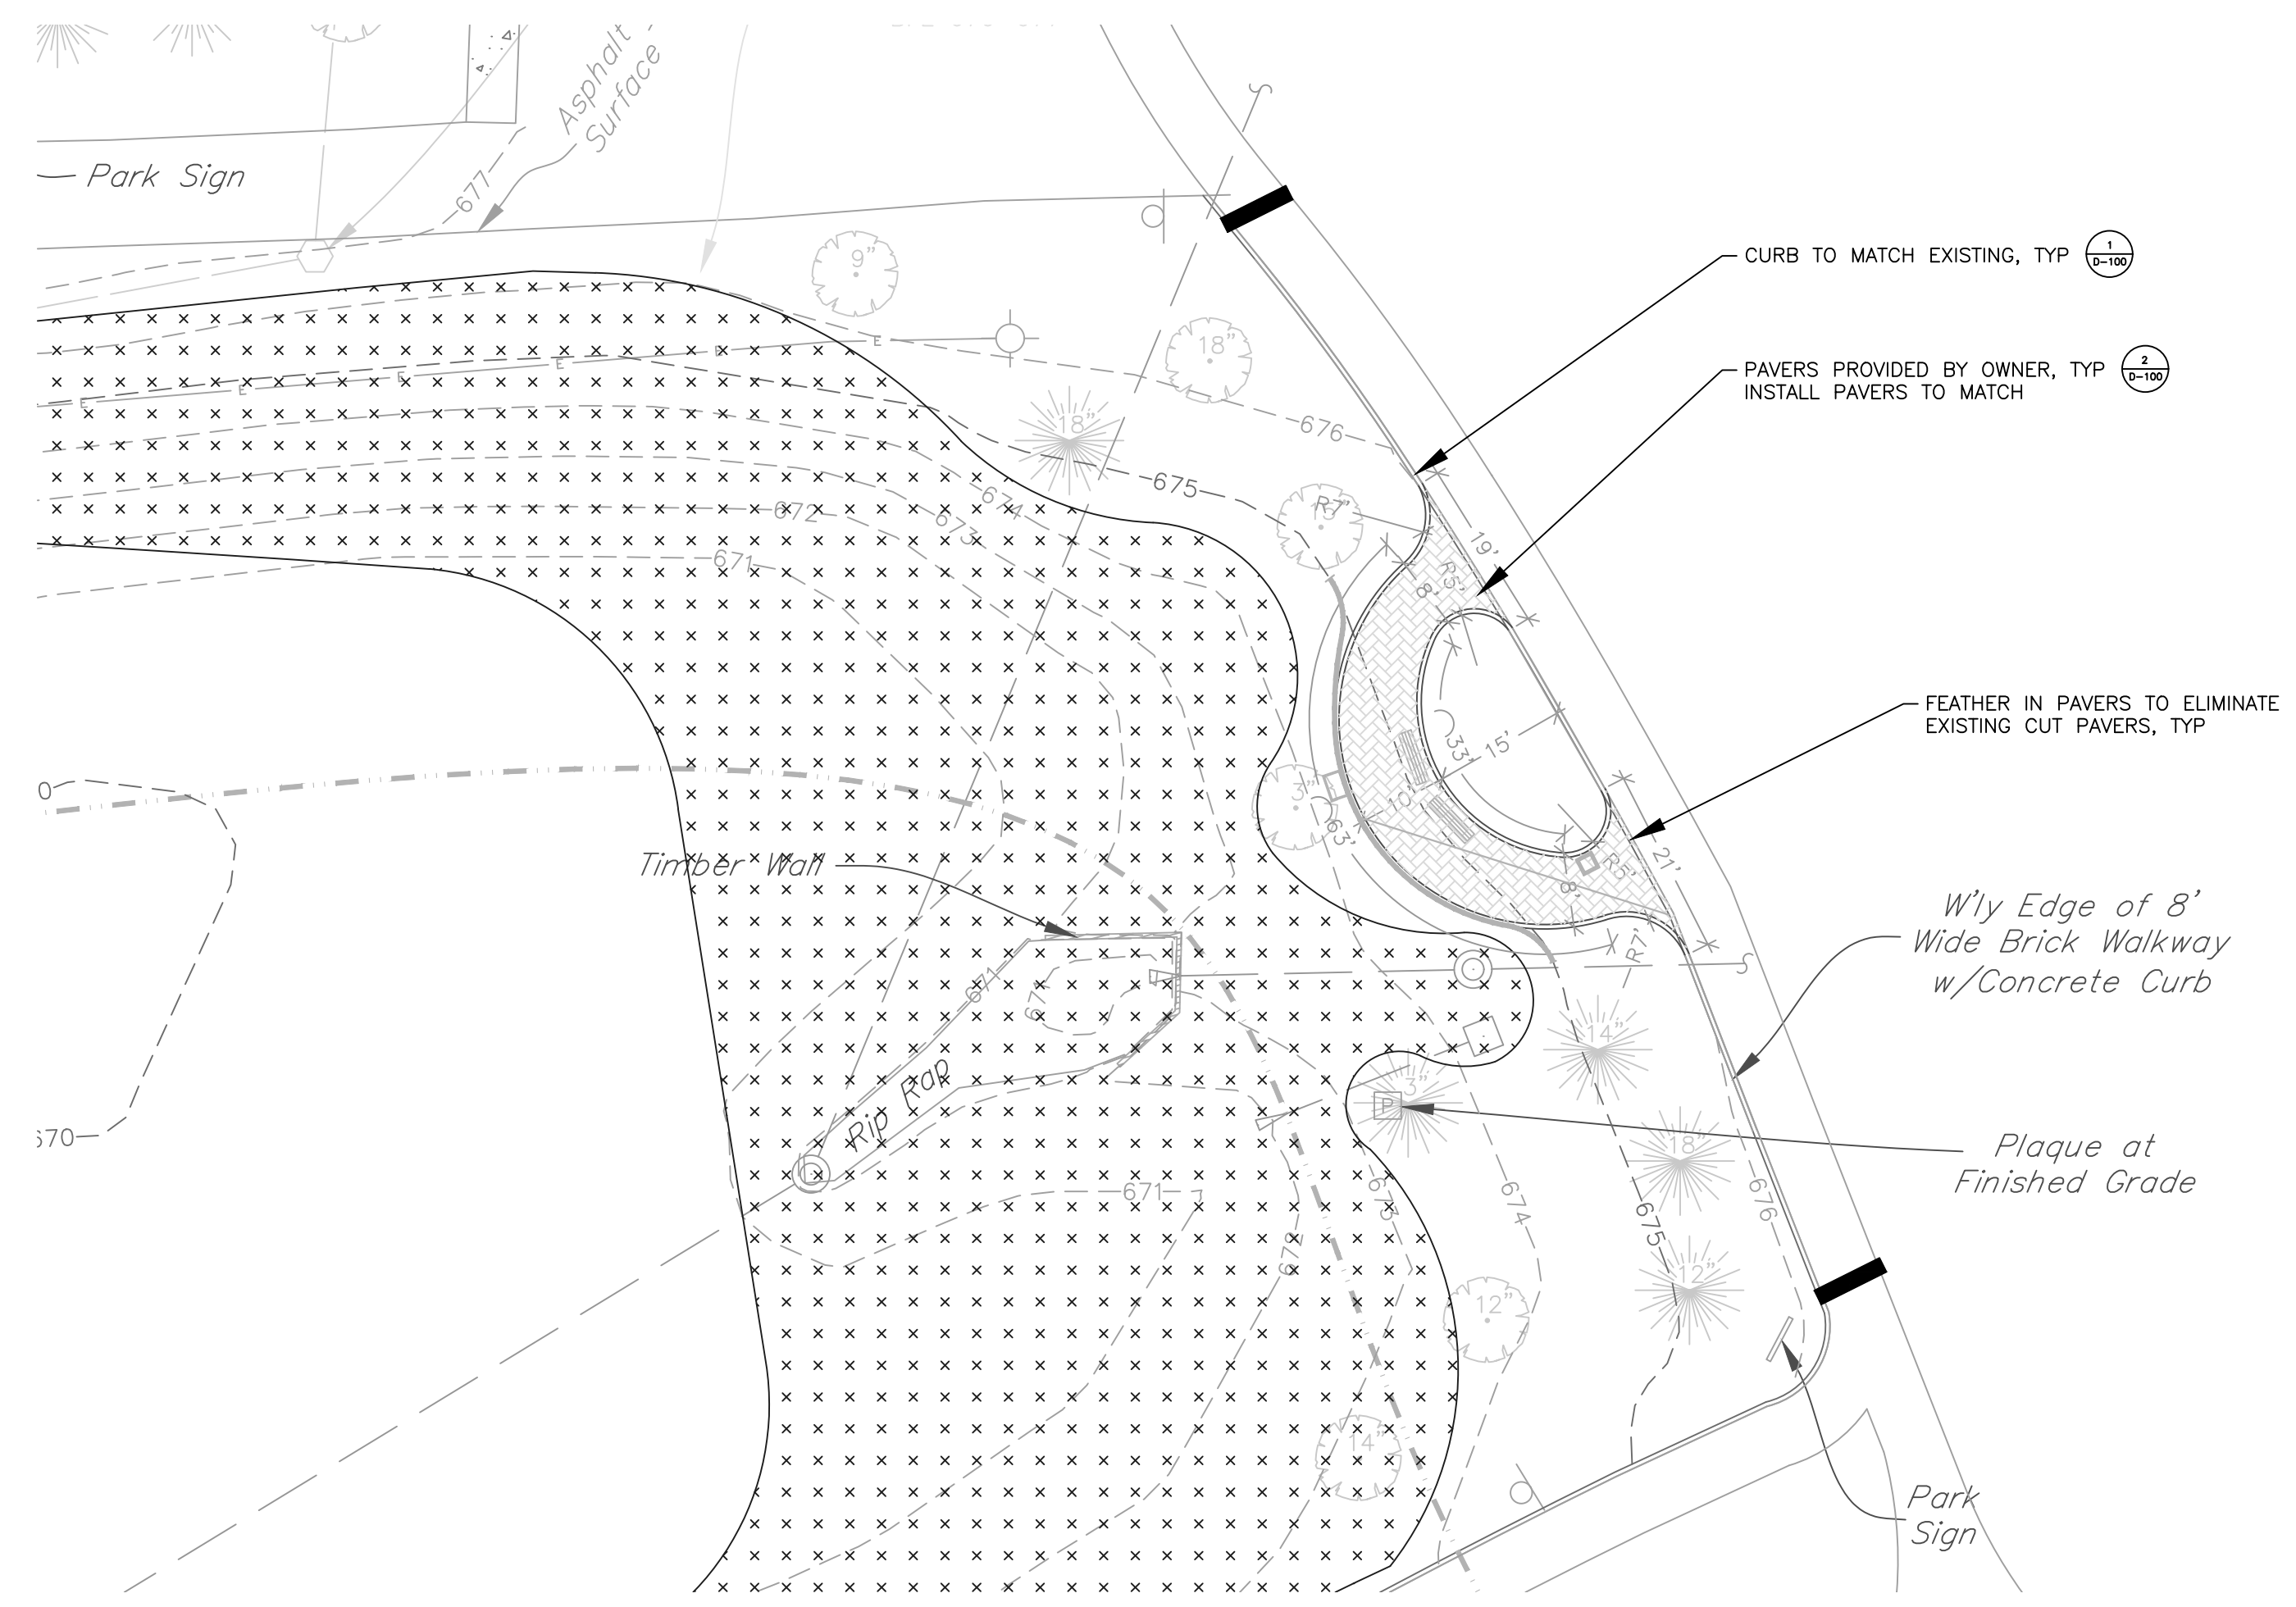 Asphalt
Surface
Park Sign
677
9"
18"
18"
676
675
15"
R7'
674
673
672
671
E
E
E
E
E
E
CURB TO MATCH EXISTING, TYP
1
D-100
PAVERS PROVIDED BY OWNER, TYP
INSTALL PAVERS TO MATCH
2
D-100
19'
R5'
8'
33'
15'
10'
63'
3"
FEATHER IN PAVERS TO ELIMINATE
EXISTING CUT PAVERS, TYP
21'
R5'
8'
R7'
Timber Wall
W'ly Edge of 8'
Wide Brick Walkway
w/Concrete Curb
671
671
Rip Rap
14"
3"
P
18"
Plaque at
Finished Grade
670
671
672
673
674
675
676
12"
12"
14"
Park
Sign